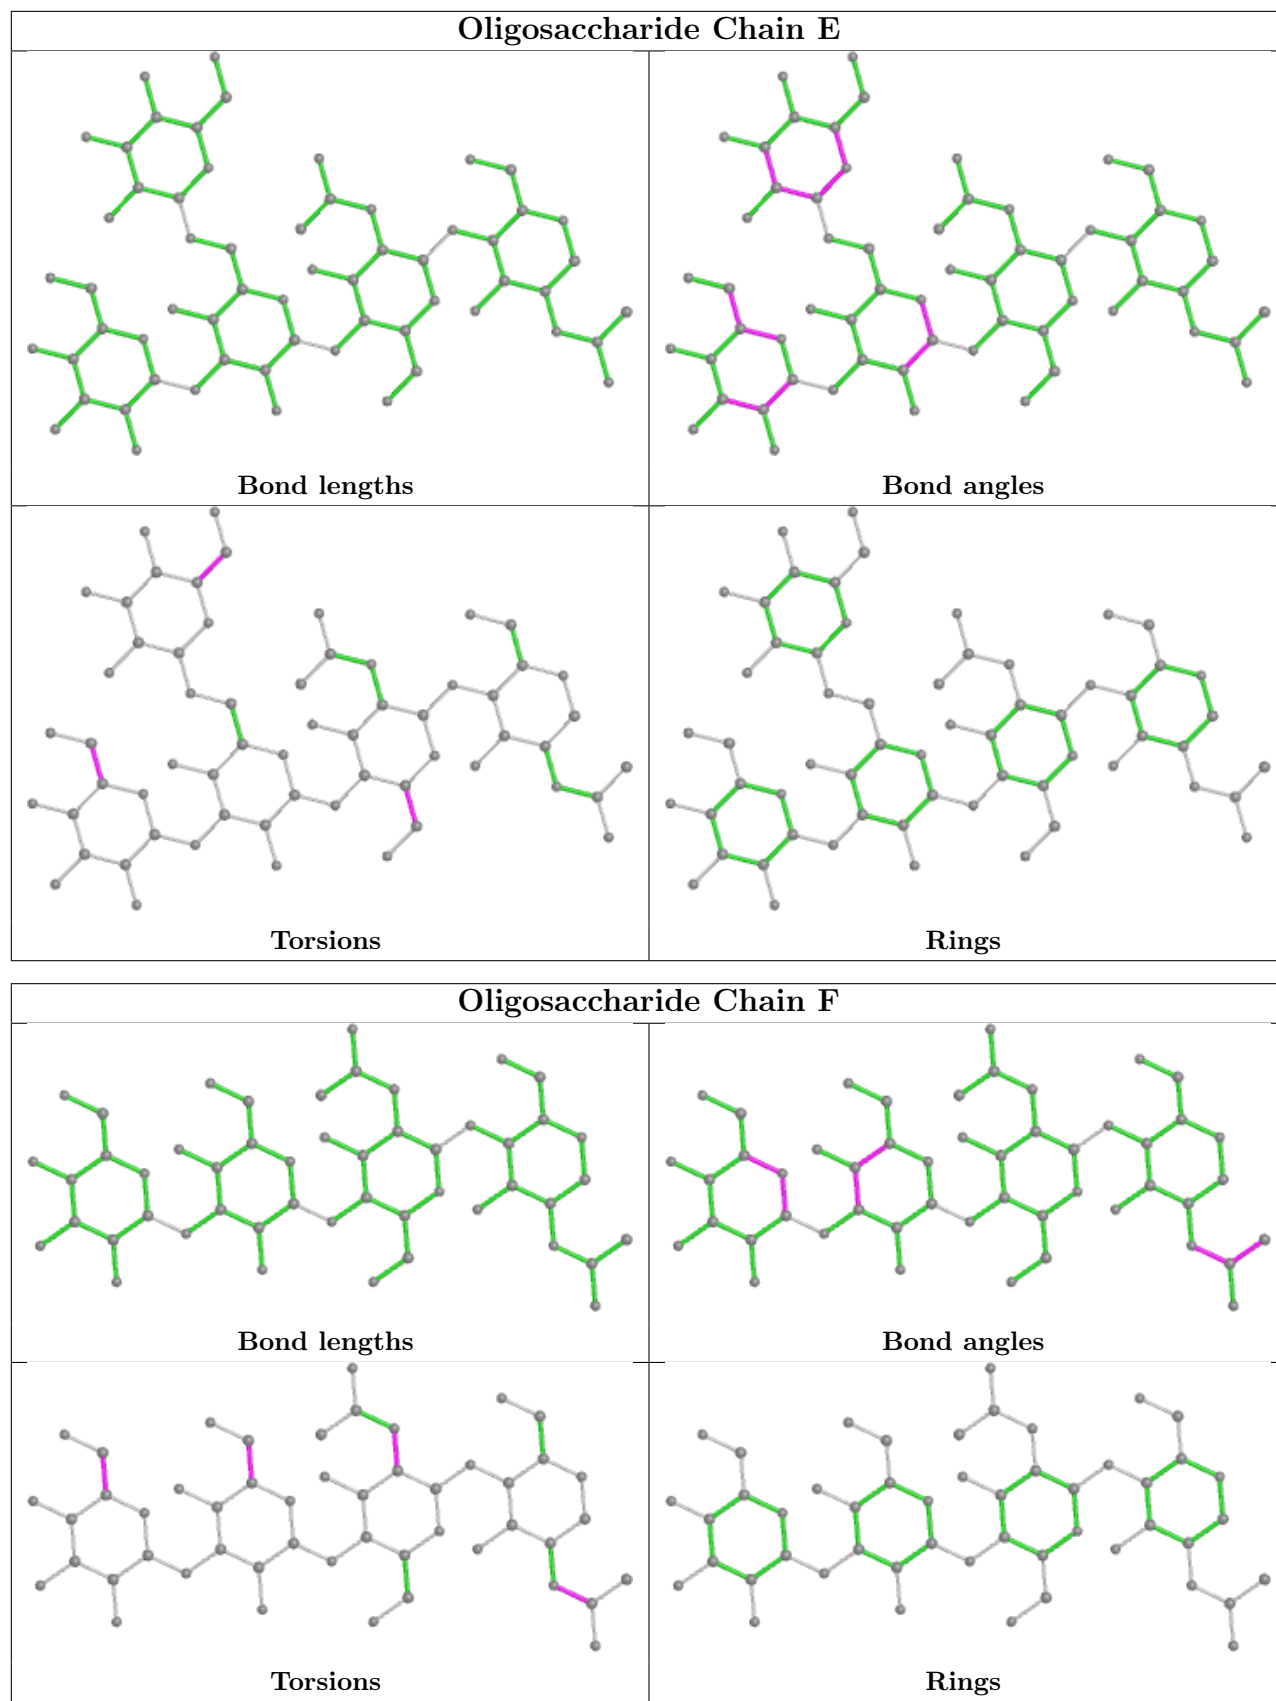 Oligosaccharide Chain E
Bond lengths
Bond angles
Torsions
Rings
Oligosaccharide Chain F
Bond lengths
Bond angles
Torsions
Rings